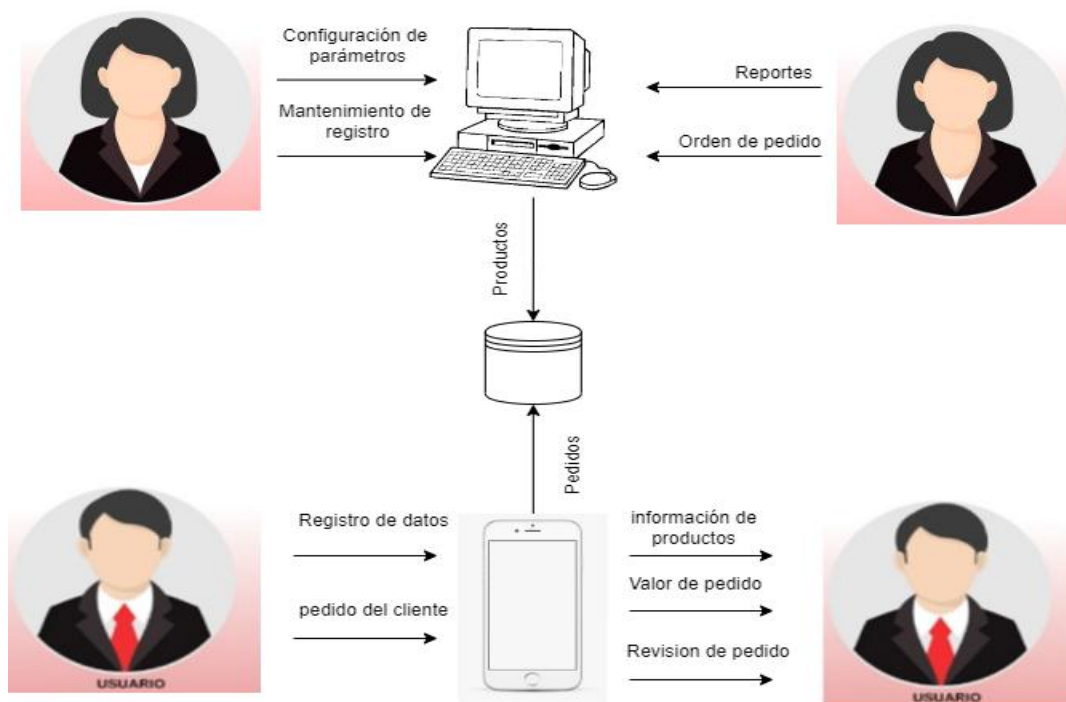 Configuración de
parámetros
Mantenimiento de
registro
Reportes
Orden de pedido
Productos
Pedidos
Registro de datos
pedido del cliente
información de
productos
Valor de pedido
Revision de pedido
USUARIO
USUARIO